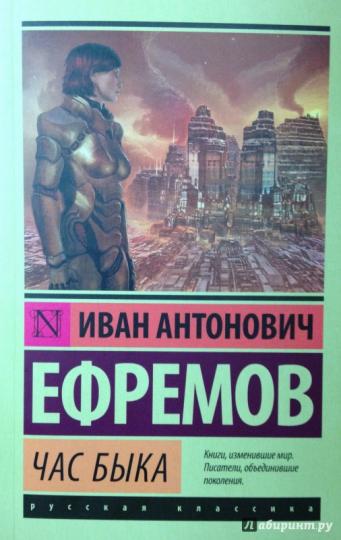 N
ИВАН АНТОНОВИЧ
ЕФРЕМОВ
ЧАС БЫКА
Книги, изменившие мир.
Писатели, объединившие
поколения.
русская классика
Лабиринт.ру